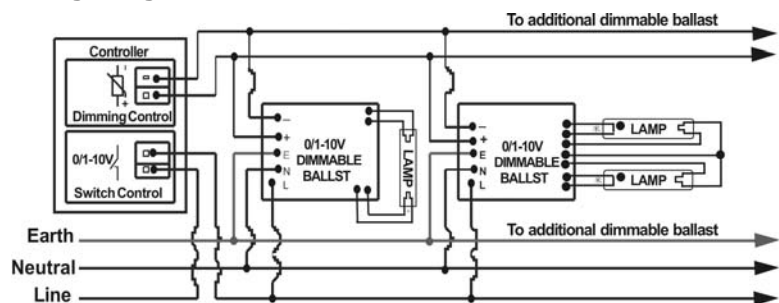 To additional dimmable ballast
Controller
-
+
Dimming Control
0/1-10V
Switch Control
-
+
E
N
L
0/1-10V
DIMMABLE
BALLST
LAMP
-
+
E
N
L
0/1-10V
DIMMABLE
BALLST
LAMP
LAMP
Earth
To additional dimmable ballast
Neutral
Line